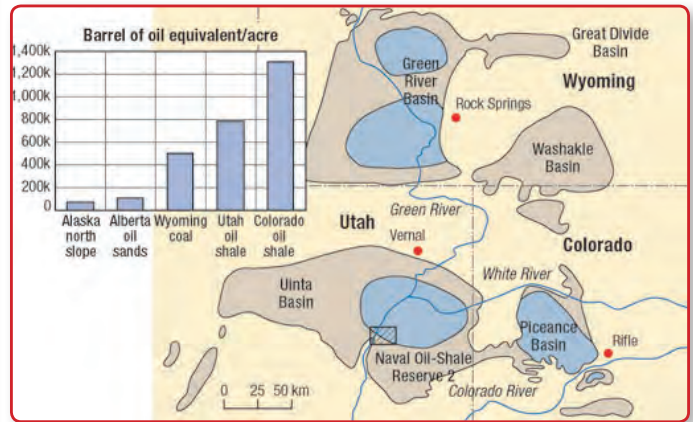 Barrel of oil equivalent/acre
1,400k
1,200k
1,000k
800k
600k
400k
200k
0
Alaska
north
slope
Alberta
oil
sands
Wyoming
coal
Utah
oil
shale
Colorado
oil
shale
Great Divide
Basin
Wyoming
Green
River
Basin
Rock Springs
Washakle
Basin
Green River
Utah
Vernal
Colorado
White River
Uinta
Basin
Piceance
Basin
Rifle
Naval Oil-Shale
Reserve 2
Colorado River
0 25 50 km